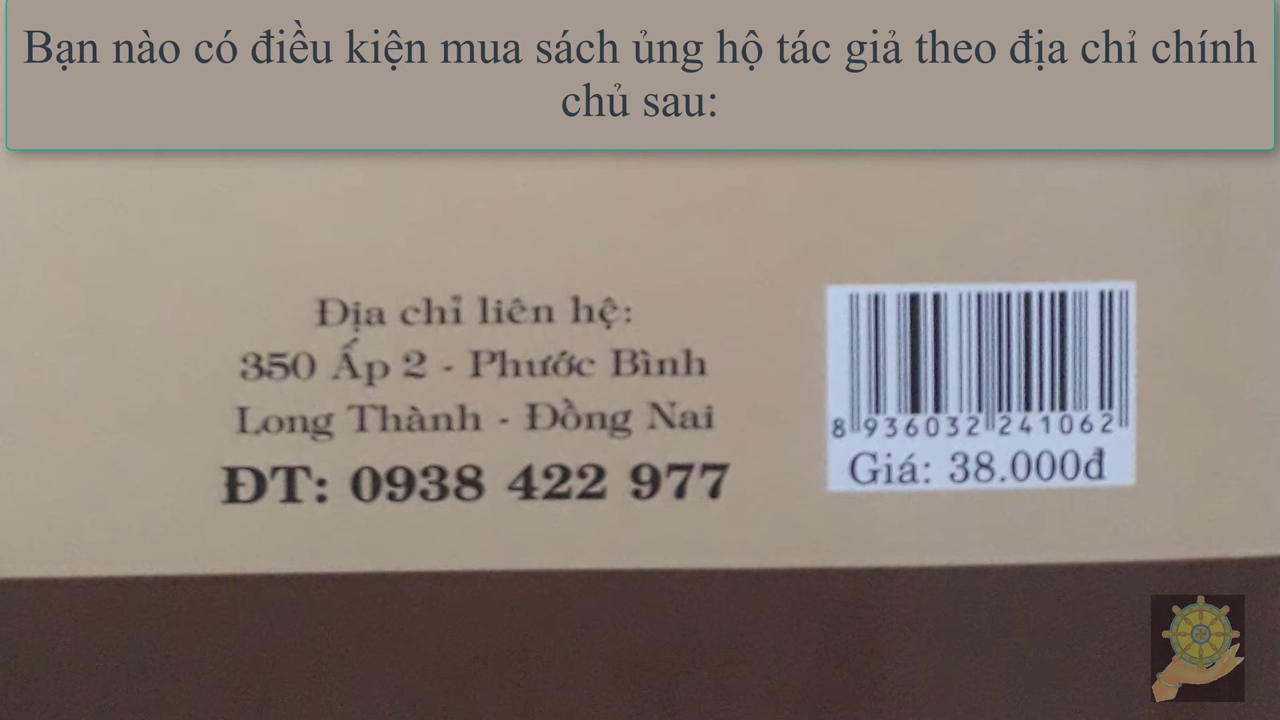 Bạn nào có điều kiện mua sách ủng hộ tác giả theo địa chỉ chính
chủ sau:
Địa chỉ liên hệ:
350 Ấp 2 - Phước Bình
Long Thành - Đồng Nai
ĐT: 0938 422 977
8 936032 241062
Giá: 38.000đ